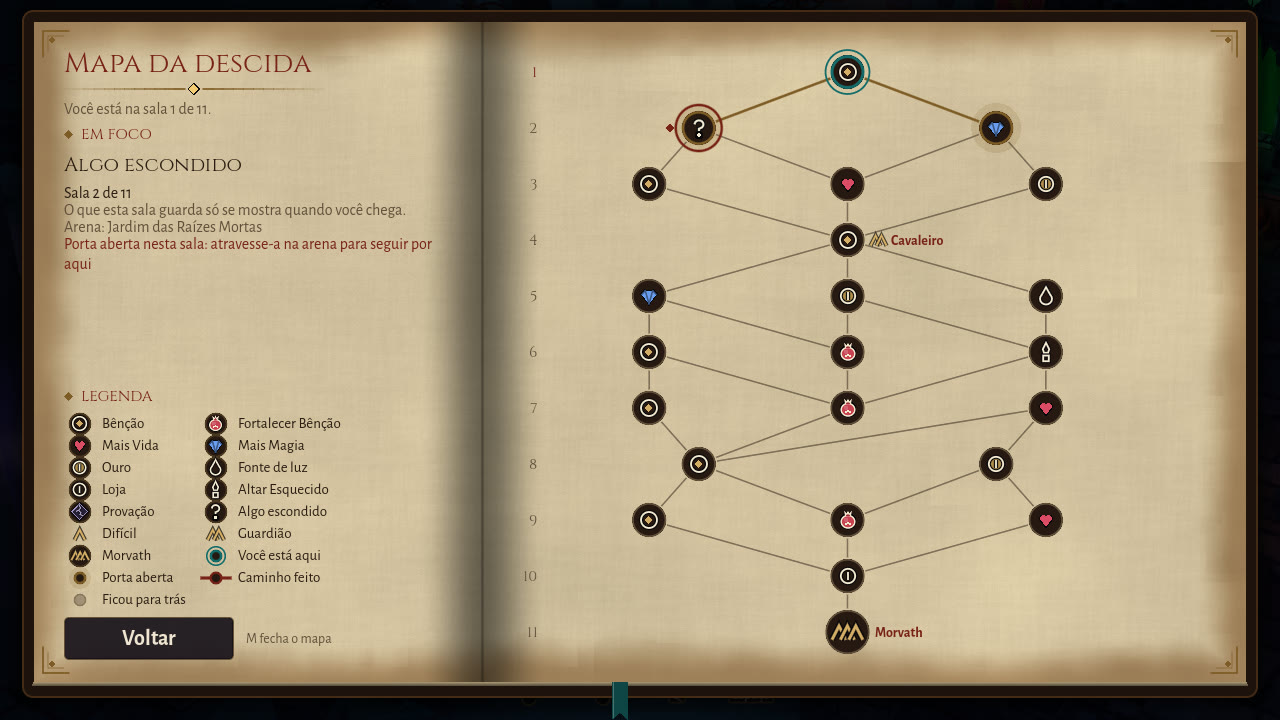 Mapa da descida
Você está na sala 1 de 11.
EM FOCO
Algo escondido
Sala 2 de 11
O que esta sala guarda só se mostra quando você chega.
Arena: Jardim das Raízes Mortas
Porta aberta nesta sala: atravesse-a na arena para seguir por
aqui
LEGENDA
Bênção
Fortalecer Bênção
Mais Vida
Mais Magia
Ouro
Fonte de luz
Loja
Altar Esquecido
Provação
? Algo escondido
Difícil
Guardião
Morvath
Você está aqui
Porta aberta
Caminho feito
Ficou para trás
Voltar
M fecha o mapa
1
2
?
3
4
Cavaleiro
5
6
7
8
9
10
11
Morvath